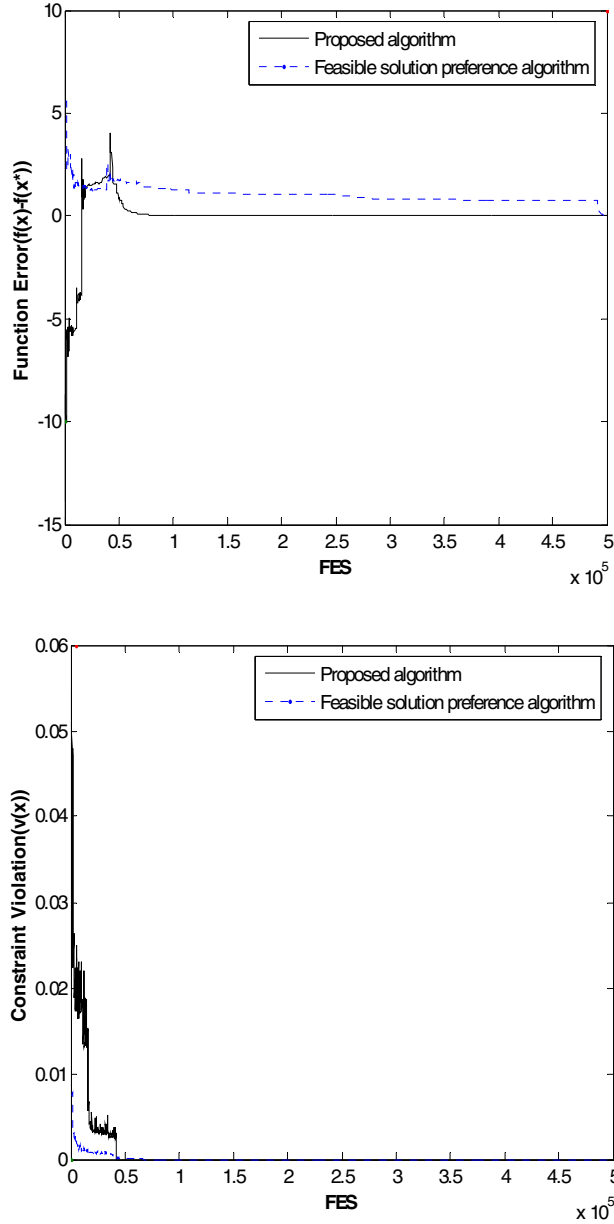 10
5
0
-5
-10
-15
Function Error(f(x)-f(x*))
Proposed algorithm
Feasible solution preference algorithm
0 0.5 1 1.5 2 2.5 3 3.5 4 4.5 5
FES
x 10^5
0.06
0.05
0.04
0.03
0.02
0.01
0
Constraint Violation(v(x))
Proposed algorithm
Feasible solution preference algorithm
0 0.5 1 1.5 2 2.5 3 3.5 4 4.5 5
FES
x 10^5